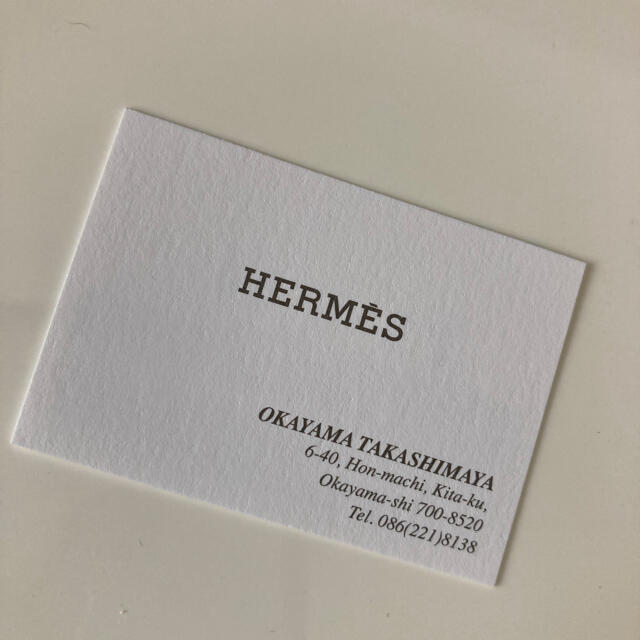 HERMÈS
OKAYAMA TAKASHIMAYA
6-40, Hon-machi, Kita-ku,
Okayama-shi 700-8520
Tel. 086(221)8138